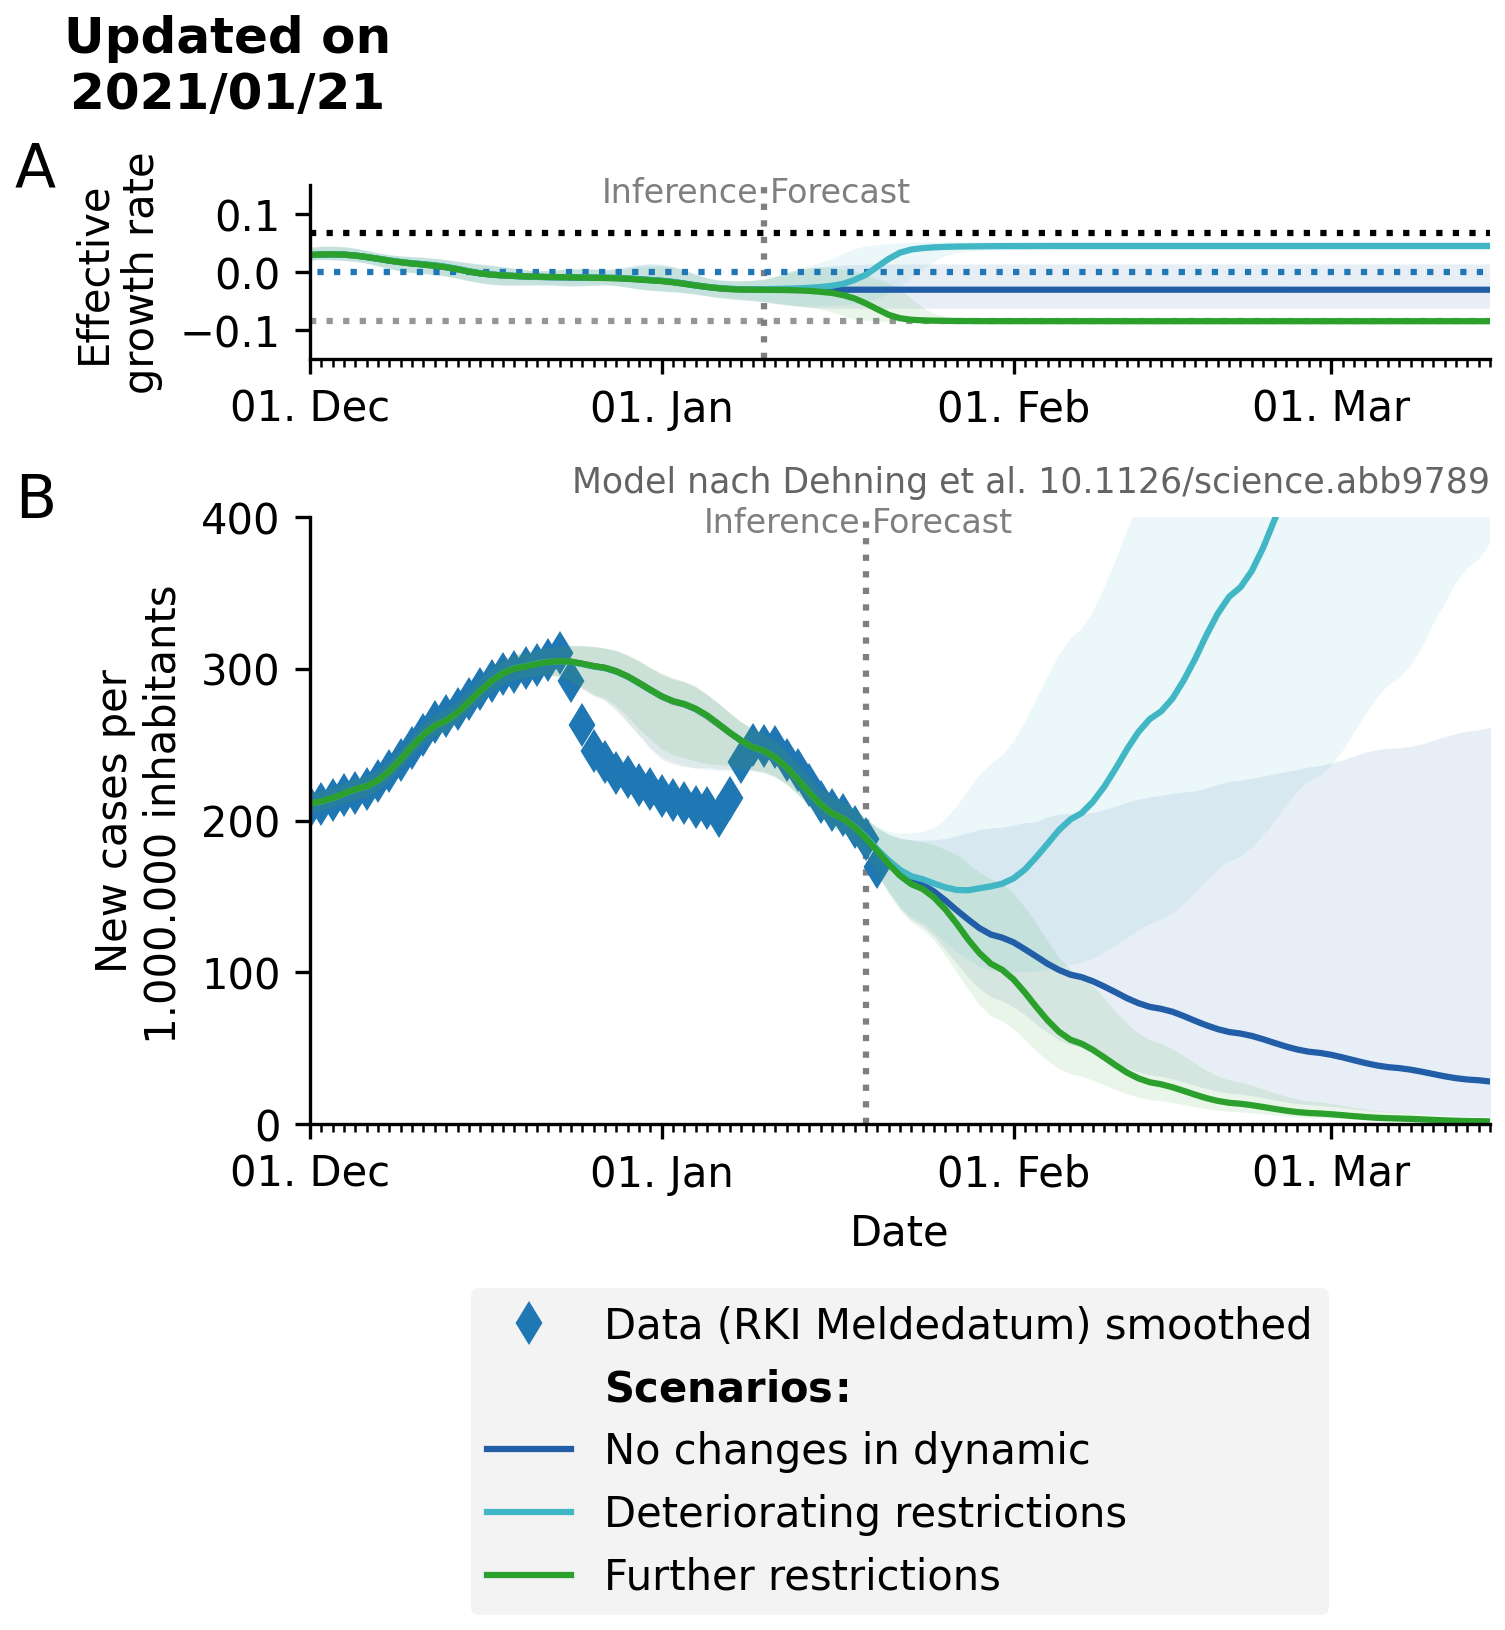 Updated on
2021/01/21
A
Effective
growth rate
Inference Forecast
0.1
0.0
−0.1
01. Dec 01. Jan 01. Feb 01. Mar
B
Model nach Dehning et al. 10.1126/science.abb9789
Inference Forecast
New cases per
1.000.000 inhabitants
400
300
200
100
0
01. Dec 01. Jan 01. Feb 01. Mar
Date
Data (RKI Meldedatum) smoothed
Scenarios:
No changes in dynamic
Deteriorating restrictions
Further restrictions